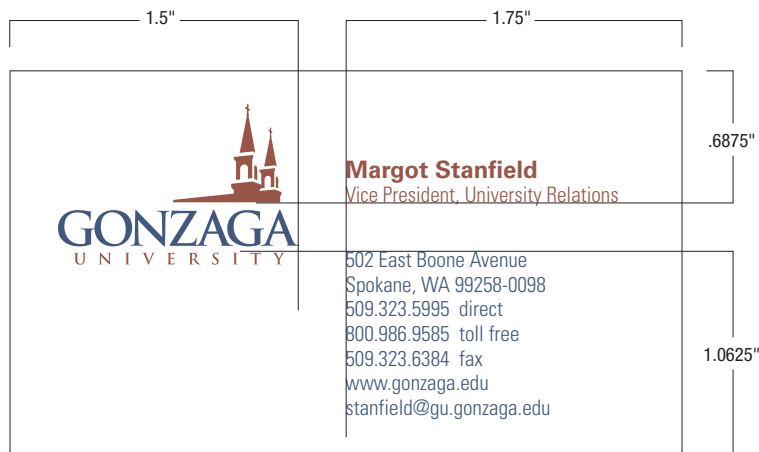 1.5"
1.75"
.6875"
Margot Stanfield
Vice President, University Relations
GONZAGA
UNIVERSITY
502 East Boone Avenue
Spokane, WA 99258-0098
509.323.5995 direct
800.986.9585 toll free
509.323.6384 fax
www.gonzaga.edu
stanfield@gu.gonzaga.edu
1.0625"